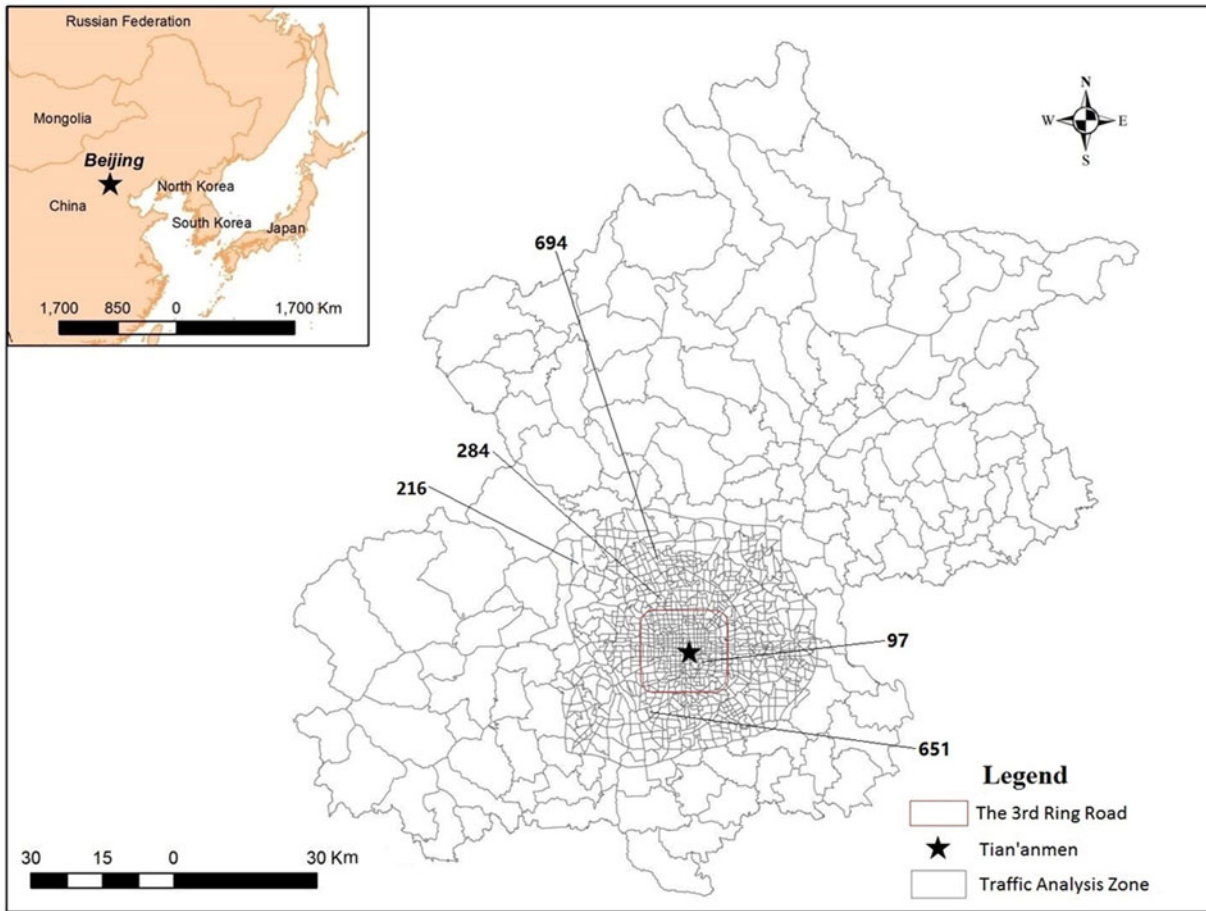 Russian Federation
Mongolia
Beijing
China
North Korea
South Korea
Japan
1,700 850 0 1,700 Km
N
W E
S
694
284
216
97
651
Legend
The 3rd Ring Road
Tian'anmen
Traffic Analysis Zone
30 15 0 30 Km